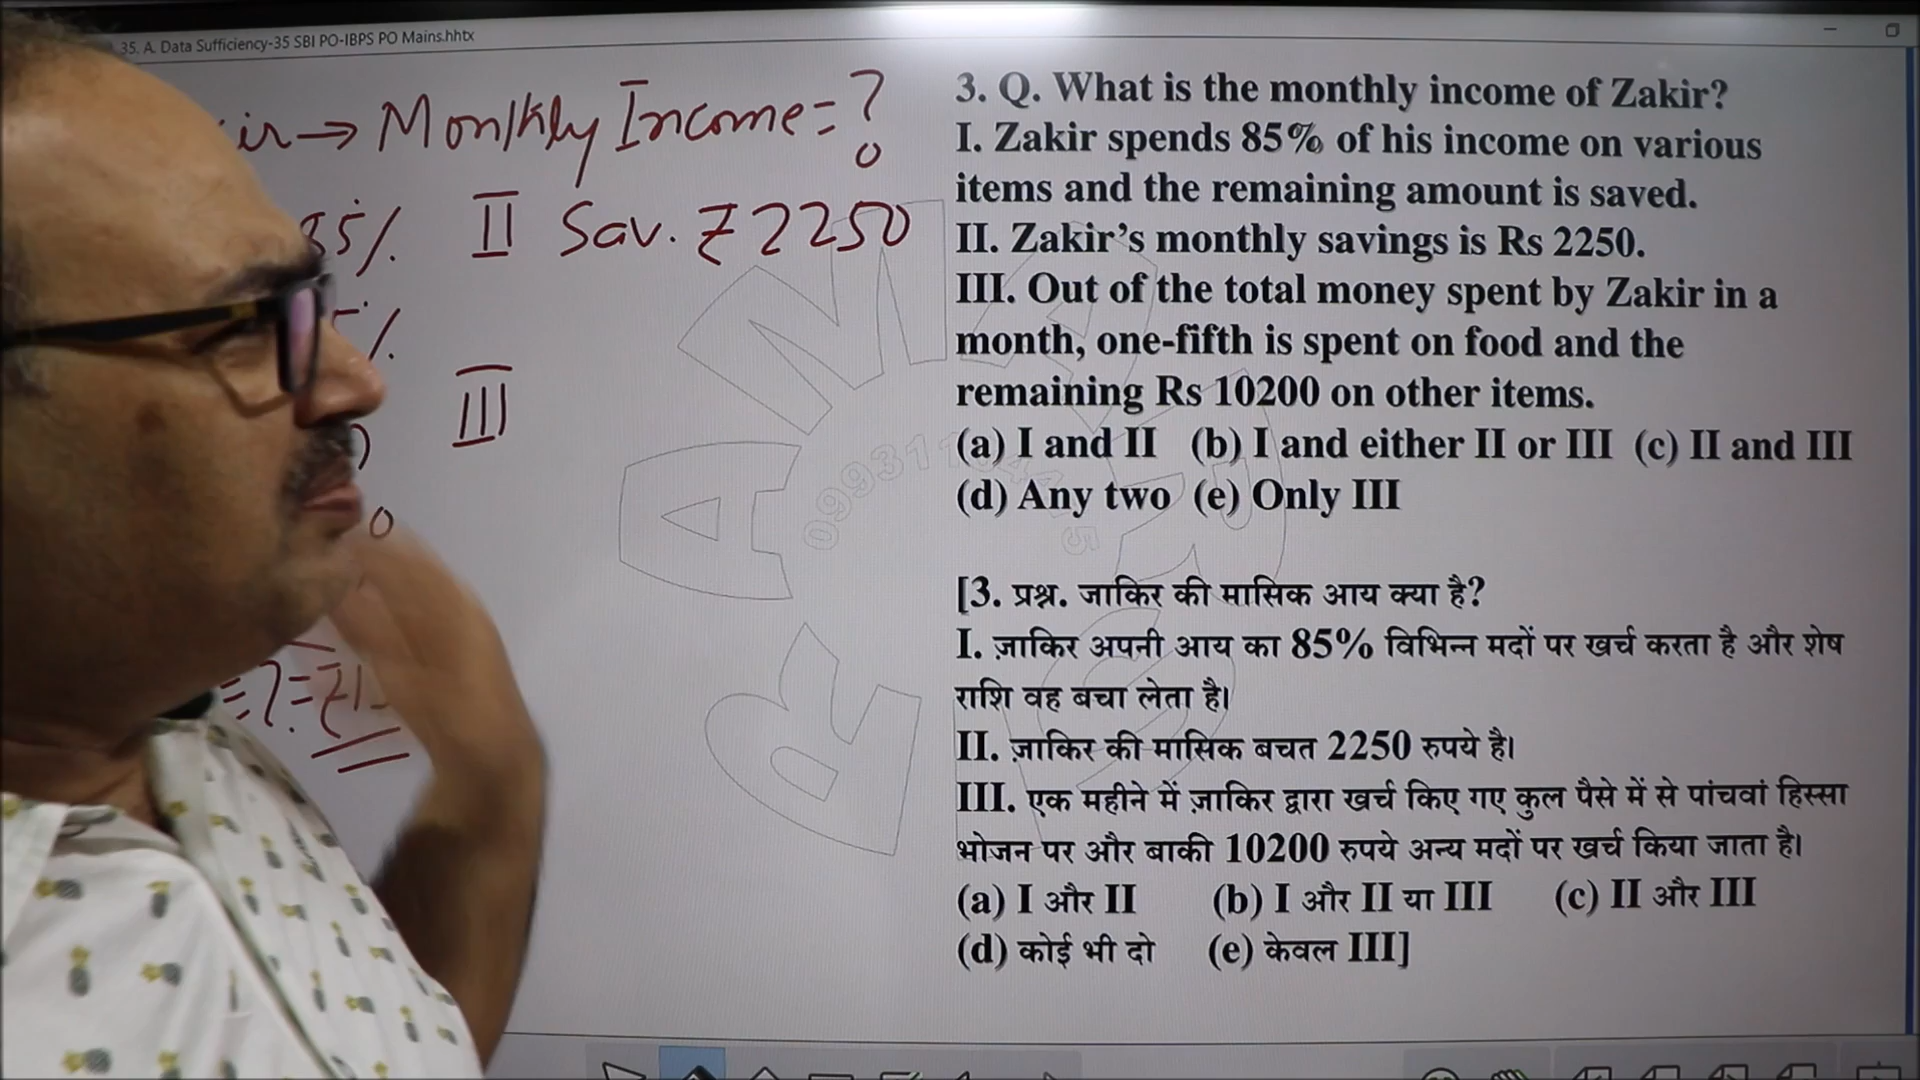 35. A. Data Sufficiency-35 SBI PO-IBPS PO Mains.hhtx
ir → Monthly Income = ?
85% II Sav. ₹2250
III
= ? = ₹1
3. Q. What is the monthly income of Zakir?
I. Zakir spends 85% of his income on various
items and the remaining amount is saved.
II. Zakir’s monthly savings is Rs 2250.
III. Out of the total money spent by Zakir in a
month, one-fifth is spent on food and the
remaining Rs 10200 on other items.
(a) I and II (b) I and either II or III (c) II and III
(d) Any two (e) Only III
[3. प्रश्न. जाकिर की मासिक आय क्या है?
I. ज़ाकिर अपनी आय का 85% विभिन्न मदों पर खर्च करता है और शेष
राशि वह बचा लेता है।
II. ज़ाकिर की मासिक बचत 2250 रुपये है।
III. एक महीने में ज़ाकिर द्वारा खर्च किए गए कुल पैसे में से पांचवां हिस्सा
भोजन पर और बाकी 10200 रुपये अन्य मदों पर खर्च किया जाता है।
(a) I और II (b) I और II या III (c) II और III
(d) कोई भी दो (e) केवल III]